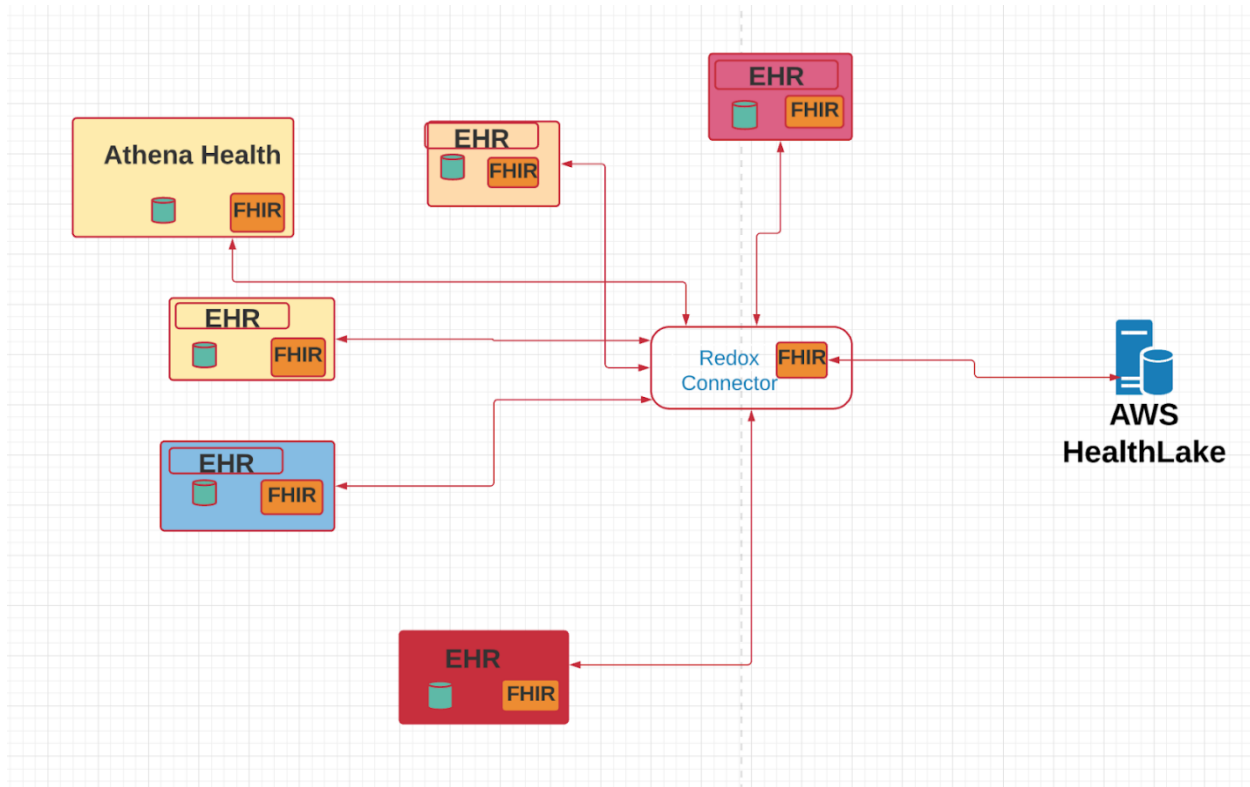 EHR
FHIR
Athena Health
FHIR
EHR
FHIR
EHR
FHIR
Redox
Connector
FHIR
AWS
HealthLake
EHR
FHIR
EHR
FHIR